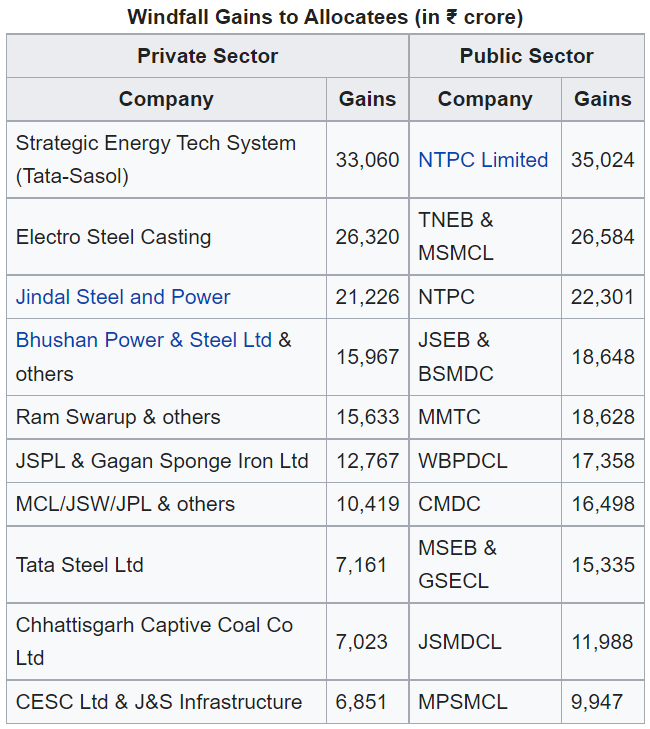 Windfall Gains to Allocatees (in ₹ crore)
Private Sector Public Sector
Company Gains Company Gains
Strategic Energy Tech System
(Tata-Sasol) 33,060 NTPC Limited 35,024
Electro Steel Casting 26,320 TNEB &
MSMCL 26,584
Jindal Steel and Power 21,226 NTPC 22,301
Bhushan Power & Steel Ltd &
others 15,967 JSEB &
BSMDC 18,648
Ram Swarup & others 15,633 MMTC 18,628
JSPL & Gagan Sponge Iron Ltd 12,767 WBPDCL 17,358
MCL/JSW/JPL & others 10,419 CMDC 16,498
Tata Steel Ltd 7,161 MSEB &
GSECL 15,335
Chhattisgarh Captive Coal Co
Ltd 7,023 JSMDCL 11,988
CESC Ltd & J&S Infrastructure 6,851 MPSMCL 9,947